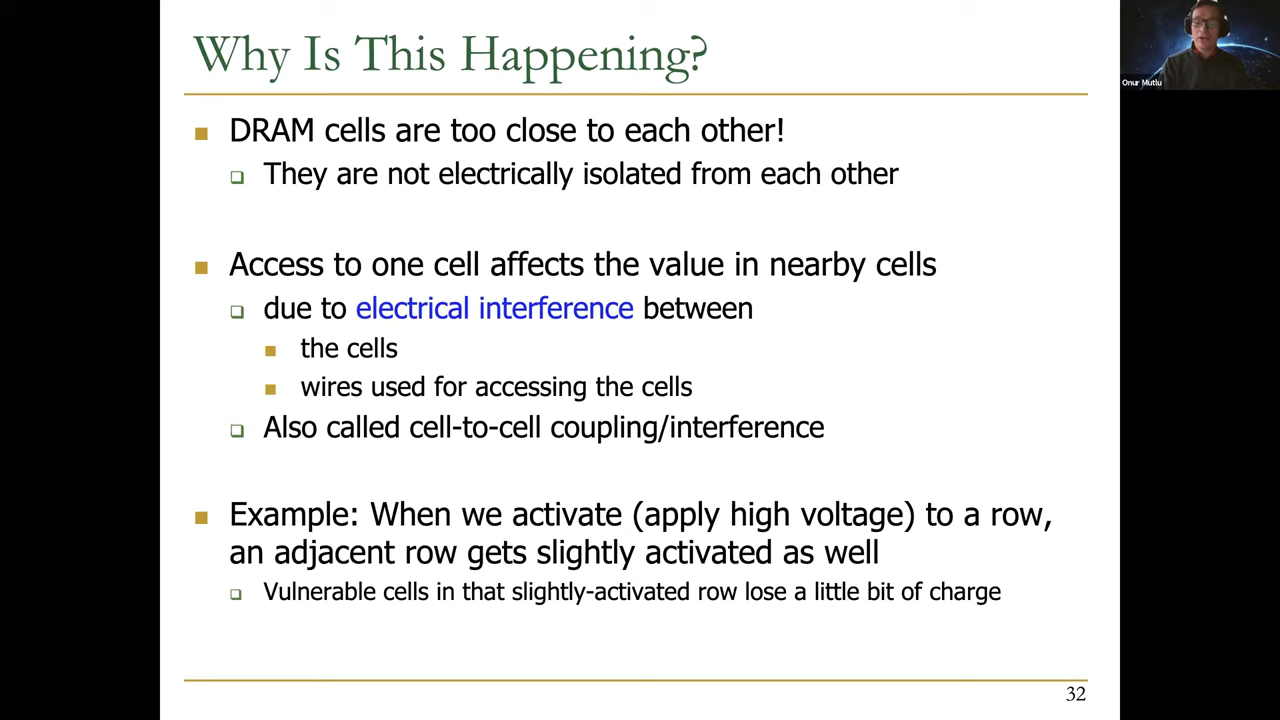 Why Is This Happening?
Onur Mutlu
DRAM cells are too close to each other!
They are not electrically isolated from each other
Access to one cell affects the value in nearby cells
due to electrical interference between
the cells
wires used for accessing the cells
Also called cell-to-cell coupling/interference
Example: When we activate (apply high voltage) to a row,
an adjacent row gets slightly activated as well
Vulnerable cells in that slightly-activated row lose a little bit of charge
32